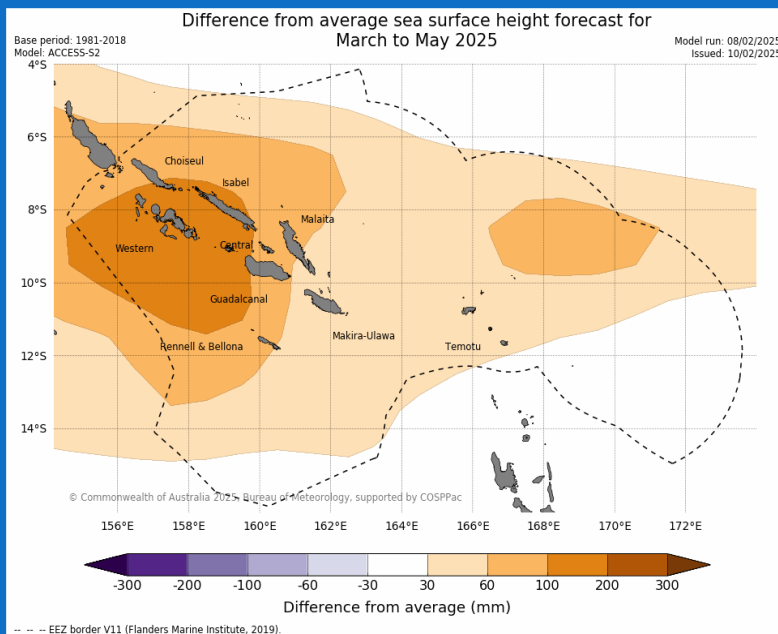 Difference from average sea surface height forecast for
March to May 2025
Base period: 1981-2018
Model: ACCESS-S2
Model run: 08/02/2025
Issued: 10/02/2025
4°S
6°S
8°S
10°S
12°S
14°S
Choiseul
Isabel
Malaita
Western
Central
Guadalcanal
Makira-Ulawa
Rennell & Bellona
Temotu
© Commonwealth of Australia 2025, Bureau of Meteorology, supported by COSPPac
156°E 158°E 160°E 162°E 164°E 166°E 168°E 170°E 172°E
-300 -200 -100 -60 -30 30 60 100 200 300
Difference from average (mm)
-- -- -- EEZ border V11 (Flanders Marine Institute, 2019).